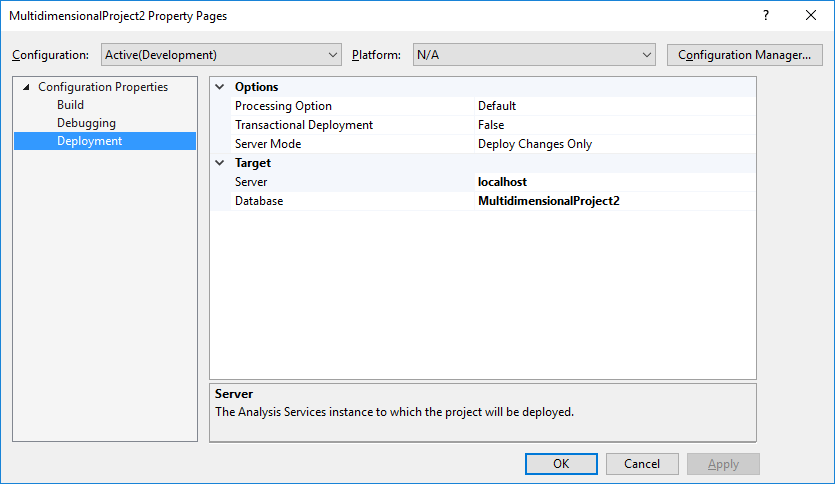 MultidimensionalProject2 Property Pages
?
Configuration: Active(Development) Platform: N/A Configuration Manager...
Configuration Properties
Build
Debugging
Deployment
Options
Processing Option Default
Transactional Deployment False
Server Mode Deploy Changes Only
Target
Server localhost
Database MultidimensionalProject2
Server
The Analysis Services instance to which the project will be deployed.
OK Cancel Apply